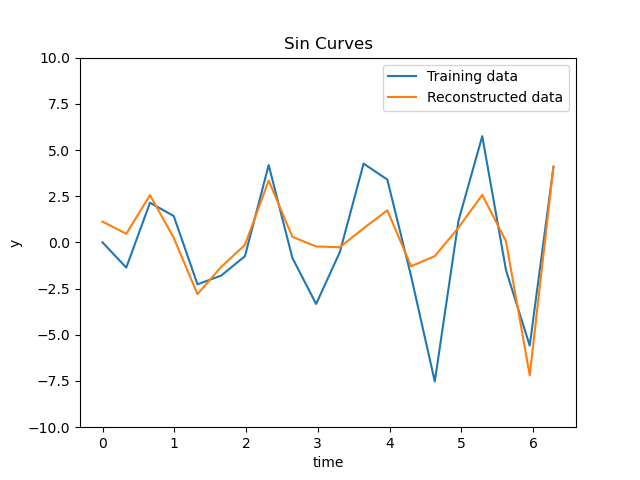 Sin Curves
Training data
Reconstructed data
10.0
7.5
5.0
2.5
0.0
−2.5
−5.0
−7.5
−10.0
y
0 1 2 3 4 5 6
time